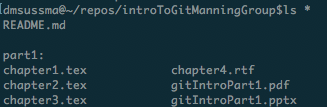 dmsussma@~/repos/introToGitManningGroup$ls *
README.md
part1:
chapter1.tex chapter4.rtf
chapter2.tex gitIntroPart1.pdf
chapter3.tex gitIntroPart1.pptx